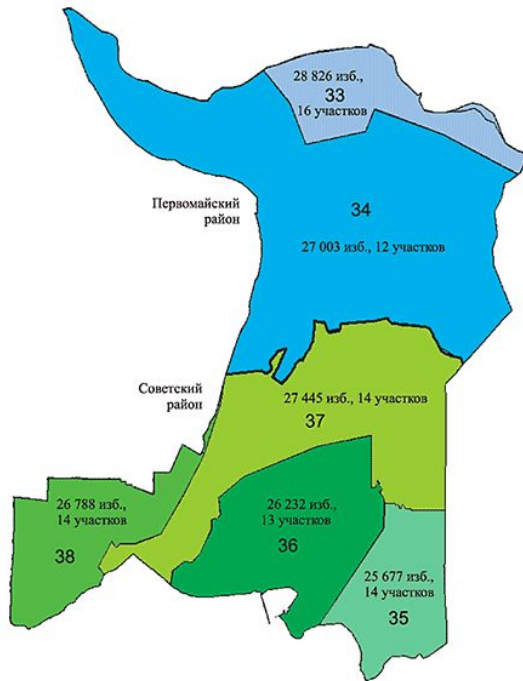 28 826 изб.,
33
16 участков
Первомайский
район
34
27 003 изб., 12 участков
Советский
район
27 445 изб., 14 участков
37
26 788 изб.,
14 участков
38
26 232 изб.,
13 участков
36
25 677 изб.,
14 участков
35